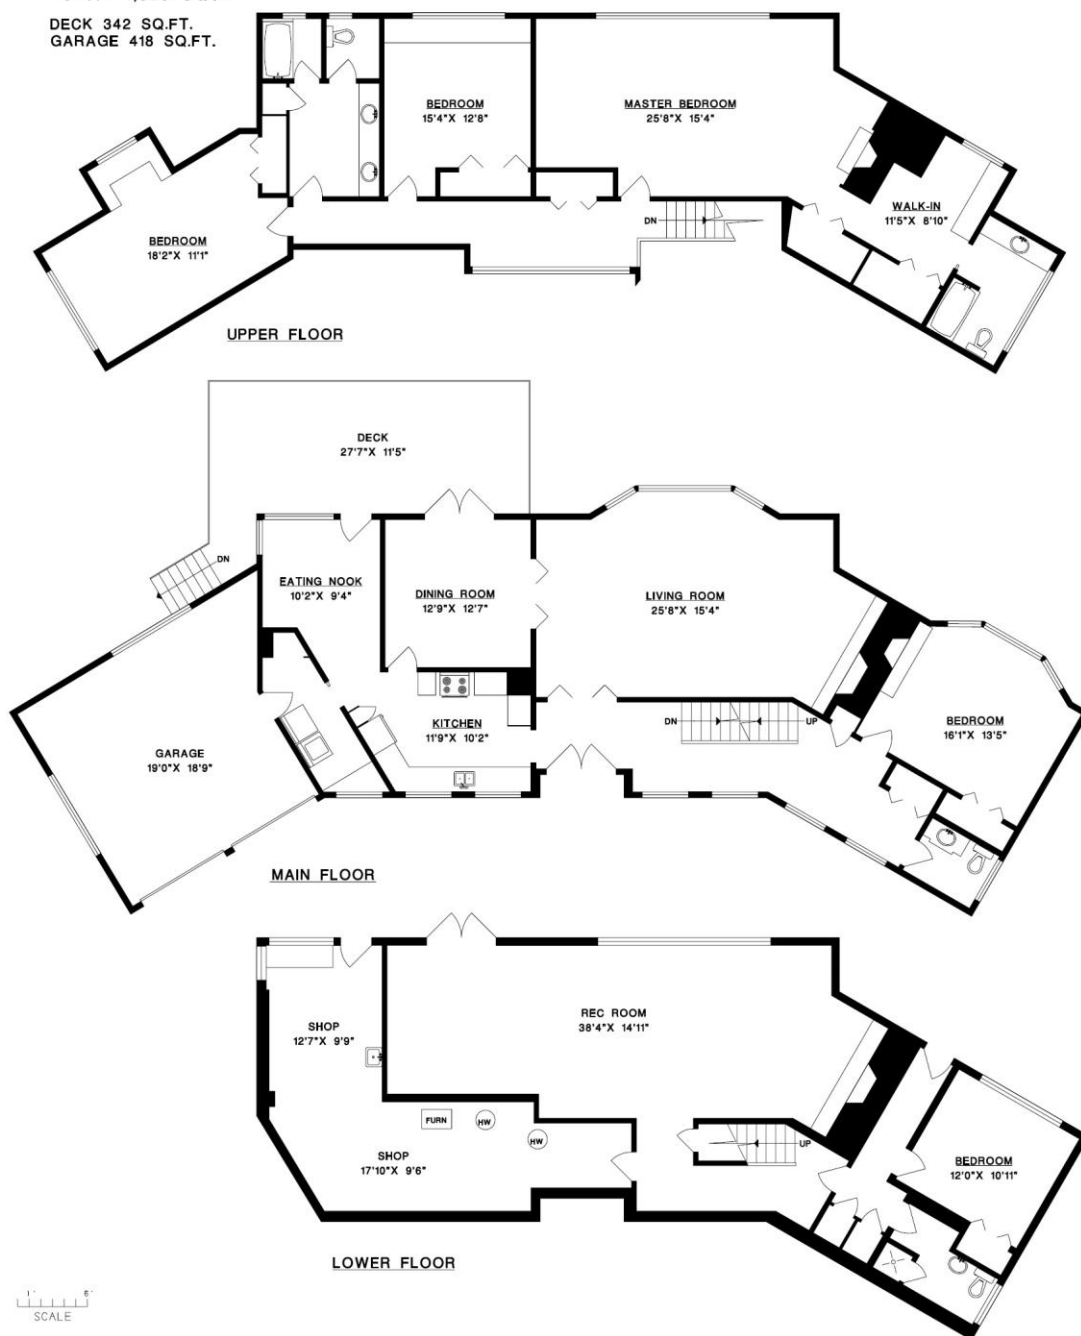 DECK 342 SQ.FT.
GARAGE 418 SQ.FT.
BEDROOM
15'4"X 12'8"
MASTER BEDROOM
25'8"X 15'4"
WALK-IN
11'5"X 8'10"
BEDROOM
18'2"X 11'1"
DN
UPPER FLOOR
DECK
27'7"X 11'5"
DN
EATING NOOK
10'2"X 9'4"
DINING ROOM
12'9"X 12'7"
LIVING ROOM
25'8"X 15'4"
KITCHEN
11'9"X 10'2"
DN
UP
BEDROOM
16'1"X 13'5"
GARAGE
19'0"X 18'9"
MAIN FLOOR
SHOP
12'7"X 9'9"
REC ROOM
38'4"X 14'11"
FURN
HW
HW
SHOP
17'10"X 9'6"
UP
BEDROOM
12'0"X 10'11"
LOWER FLOOR
1'
6'
SCALE